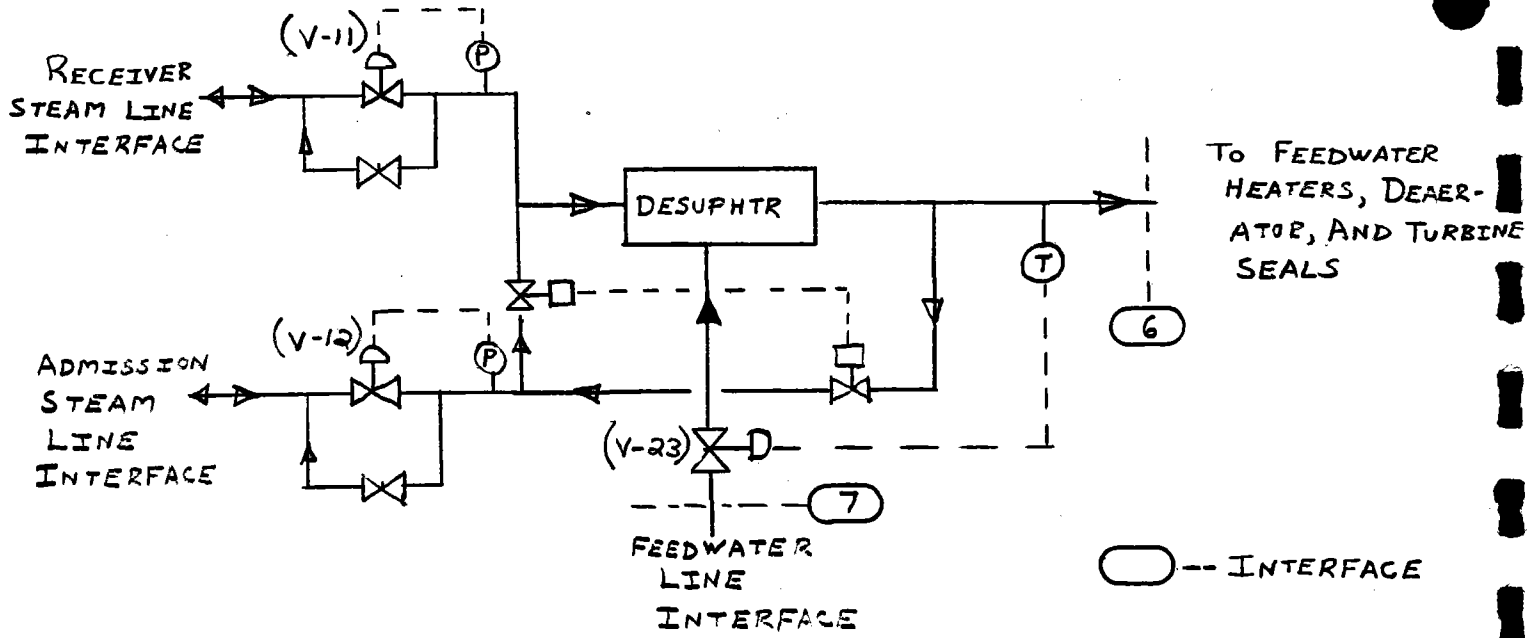 (V-11)
P
RECEIVER
STEAM LINE
INTERFACE
TO FEEDWATER
HEATERS, DEAER-
ATOR, AND TURBINE
SEALS
DESUPHTR
T
6
(V-12)
P
ADMISSION
STEAM
LINE
INTERFACE
(V-23)
7
FEEDWATER
LINE
INTERFACE
-- INTERFACE